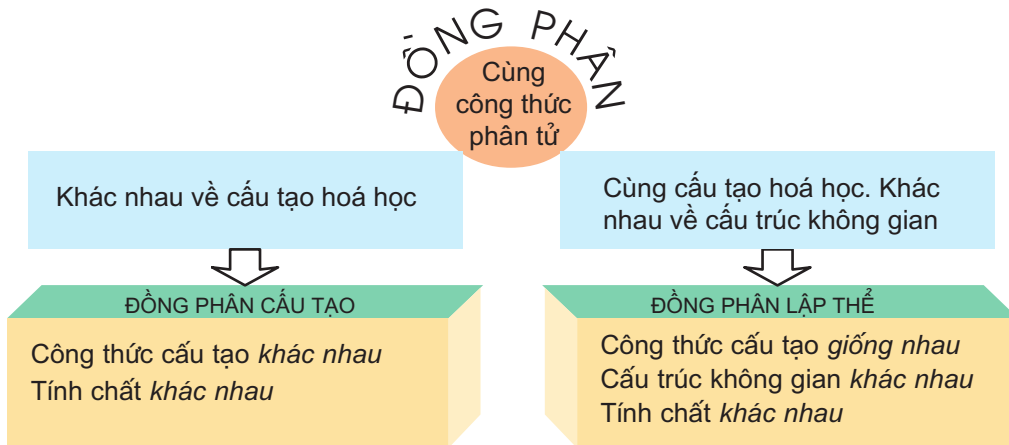 ĐỒNG PHÂN
Cùng
công thức
phân tử
Khác nhau về cấu tạo hoá học
Cùng cấu tạo hoá học. Khác
nhau về cấu trúc không gian
ĐỒNG PHÂN CẤU TẠO
Công thức cấu tạo khác nhau
Tính chất khác nhau
ĐỒNG PHÂN LẬP THỂ
Công thức cấu tạo giống nhau
Cấu trúc không gian khác nhau
Tính chất khác nhau